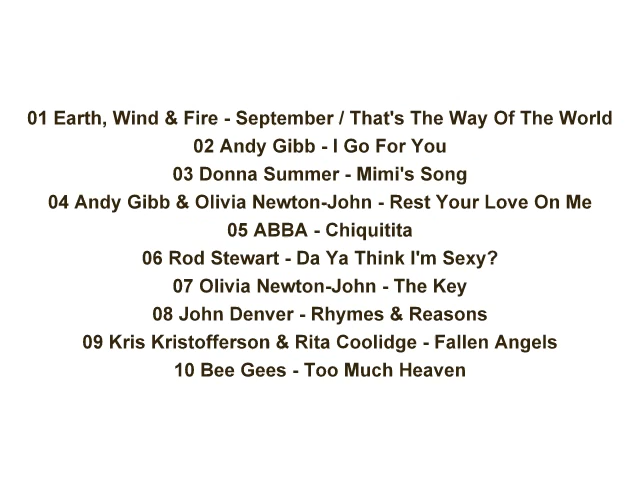 01 Earth, Wind & Fire - September / That's The Way Of The World
02 Andy Gibb - I Go For You
03 Donna Summer - Mimi's Song
04 Andy Gibb & Olivia Newton-John - Rest Your Love On Me
05 ABBA - Chiquitita
06 Rod Stewart - Da Ya Think I'm Sexy?
07 Olivia Newton-John - The Key
08 John Denver - Rhymes & Reasons
09 Kris Kristofferson & Rita Coolidge - Fallen Angels
10 Bee Gees - Too Much Heaven